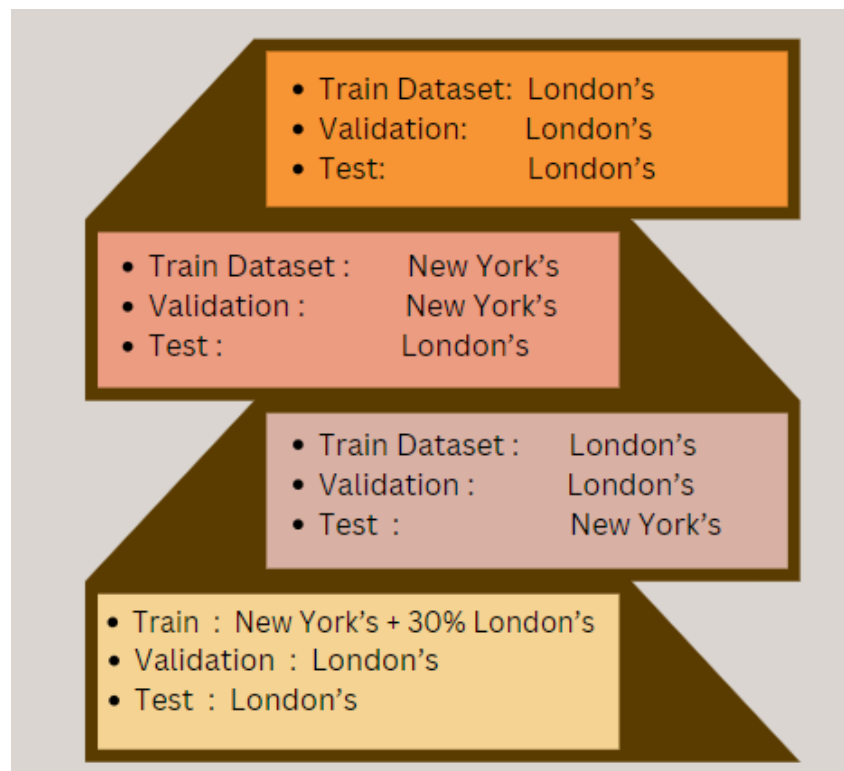 • Train Dataset: London’s
• Validation: London’s
• Test: London’s
• Train Dataset : New York’s
• Validation : New York’s
• Test : London’s
• Train Dataset : London’s
• Validation : London’s
• Test : New York’s
• Train : New York’s + 30% London’s
• Validation : London’s
• Test : London’s